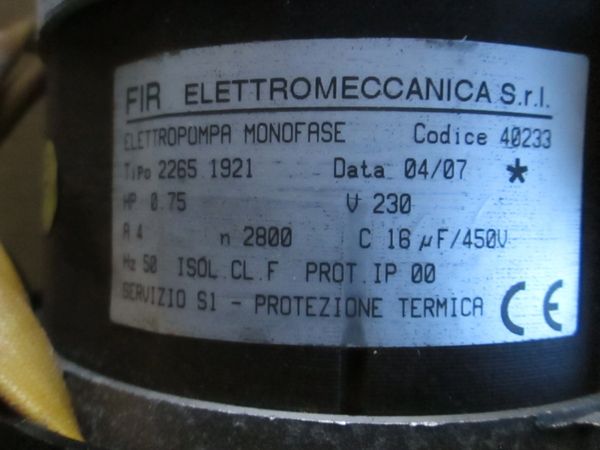 FIR ELETTROMECCANICA S.r.l.
ELETTROPOMPA MONOFASE Codice 40233
Tipo 2265 1921 Data 04/07 *
HP 0.75 V 230
A 4 n 2800 C 16 µF/450V
Hz 50 ISOL.CL.F PROT.IP 00
SERVIZIO S1 - PROTEZIONE TERMICA CE